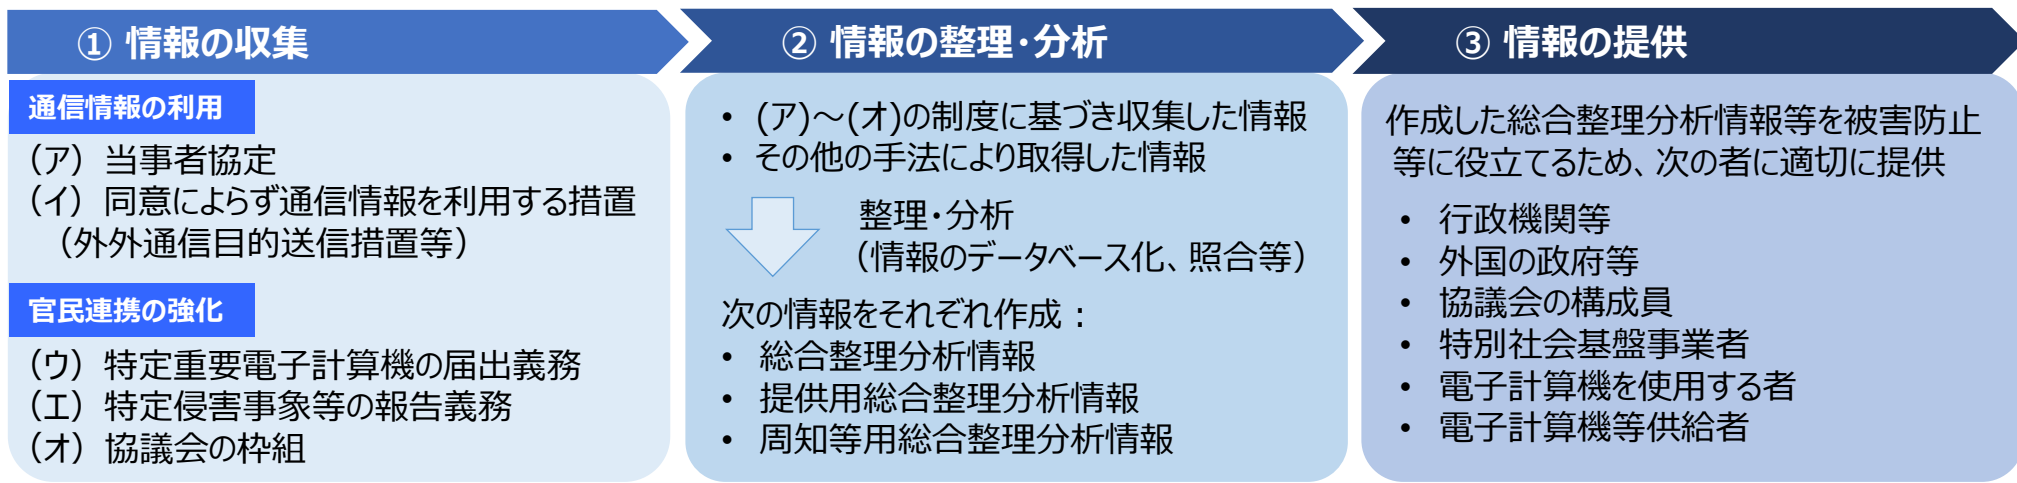 ① 情報の収集
通信情報の利用
（ア）当事者協定
（イ）同意によらず通信情報を利用する措置
（外外通信目的送信措置等）
官民連携の強化
（ウ）特定重要電子計算機の届出義務
（エ）特定侵害事象等の報告義務
（オ）協議会の枠組
② 情報の整理・分析
• (ア)～(オ)の制度に基づき収集した情報
• その他の手法により取得した情報
整理・分析
（情報のデータベース化、照合等）
次の情報をそれぞれ作成：
• 総合整理分析情報
• 提供用総合整理分析情報
• 周知等用総合整理分析情報
③ 情報の提供
作成した総合整理分析情報等を被害防止
等に役立てるため、次の者に適切に提供
• 行政機関等
• 外国の政府等
• 協議会の構成員
• 特別社会基盤事業者
• 電子計算機を使用する者
• 電子計算機等供給者